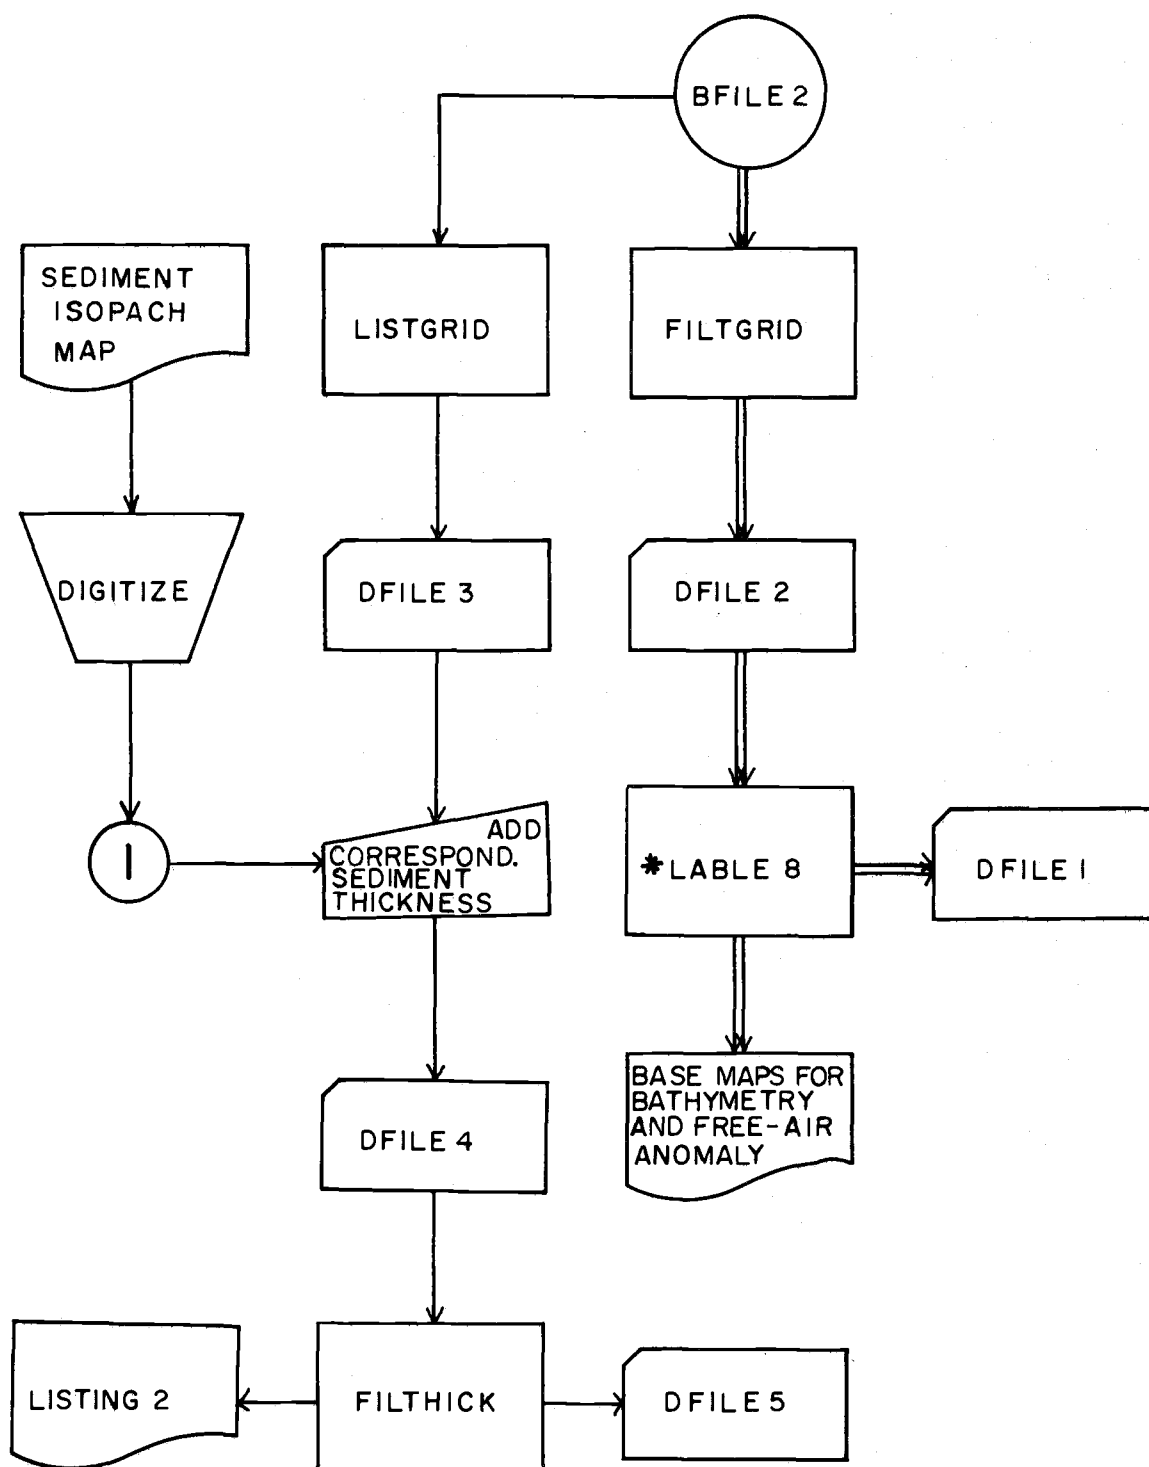 BFILE 2
SEDIMENT
ISOPACH
MAP
LISTGRID
FILTGRID
DIGITIZE
DFILE 3
DFILE 2
1
ADD
CORRESPOND.
SEDIMENT
THICKNESS
*LABLE 8
DFILE 1
DFILE 4
BASE MAPS FOR
BATHYMETRY
AND FREE-AIR
ANOMALY
LISTING 2
FILTHICK
DFILE 5